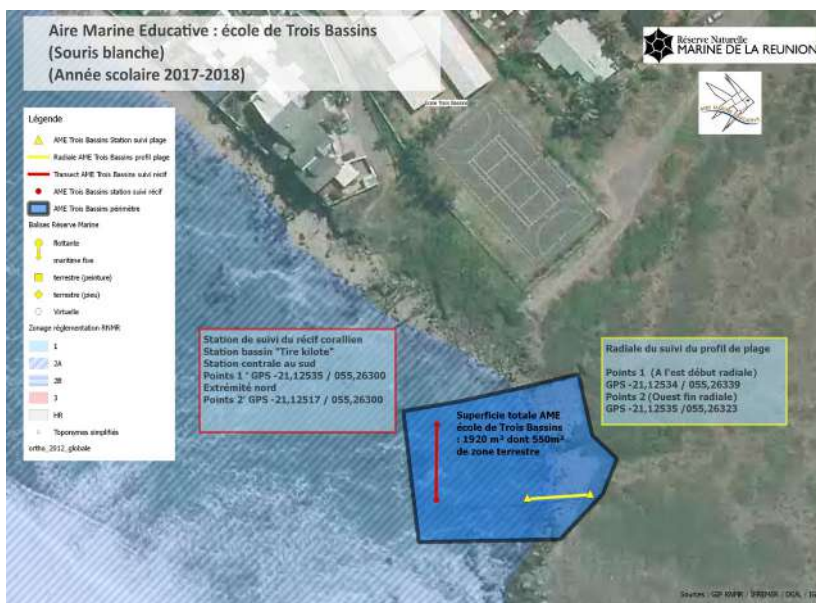 Aire Marine Educative : école de Trois Bassins
(Souris blanche)
(Année scolaire 2017-2018)
Réserve Naturelle
MARINE DE LA REUNION
Ecole Trois Bassins
Légende
AME Trois Bassins Station suivi plage
Radiale AME Trois Bassins profil plage
Transect AME Trois Bassins suivi récif
AME Trois Bassins station suivi récif
AME Trois Bassins périmètre
Balises Réserve Marine
flottante
maritime fixe
terrestre (peinture)
terrestre (pieu)
Virtuelle
Zonage réglementation RNMR
1
2A
2B
3
HR
Toponymes simplifiés
ortho_2012_globale
Station de suivi du récif corallien
Station bassin "Tire kilote"
Station centrale au sud
Points 1 ' GPS -21,12535 / 055,26300
Extrémité nord
Points 2' GPS -21,12517 / 055,26300
Radiale du suivi du profil de plage
Points 1 (A l'est début radiale)
GPS -21,12534 / 055,26339
Points 2 (Ouest fin radiale)
GPS -21,12535 /055,26323
Superficie totale AME
école de Trois Bassins
: 1920 m² dont 550m²
de zone terrestre
Sources : GIP RNMR / IFREMER /